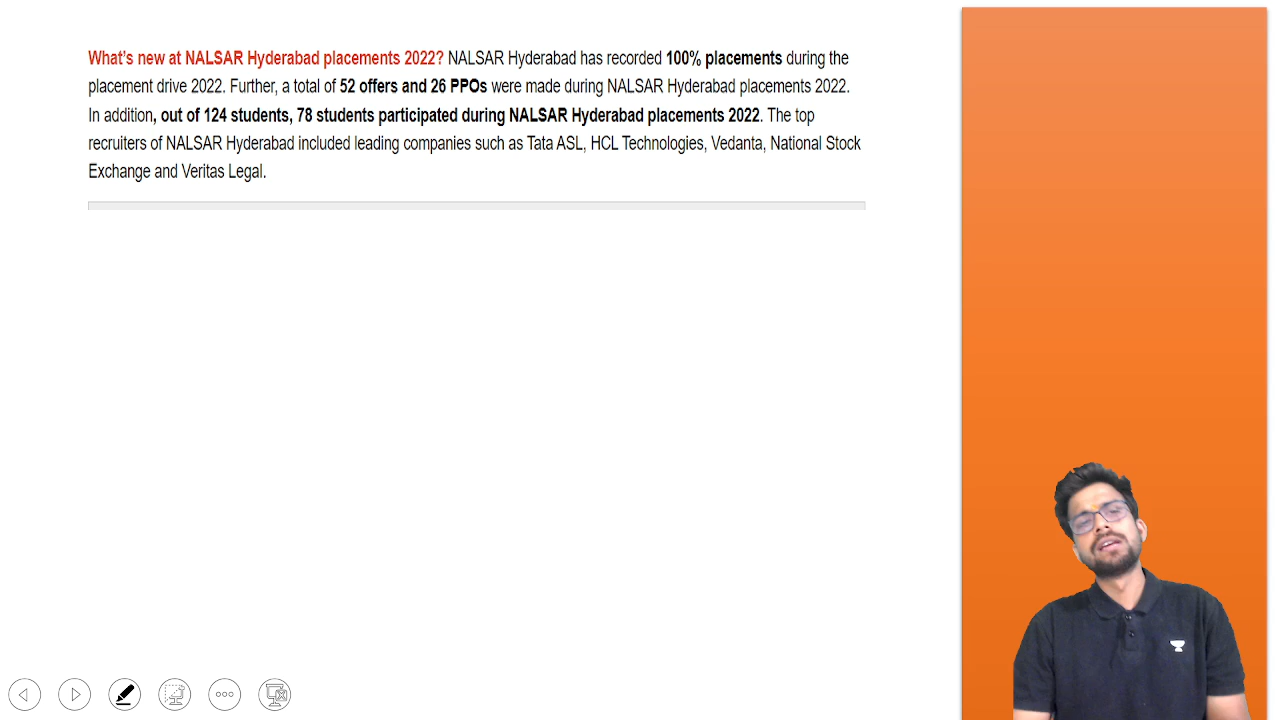 What's new at NALSAR Hyderabad placements 2022? NALSAR Hyderabad has recorded 100% placements during the
placement drive 2022. Further, a total of 52 offers and 26 PPOs were made during NALSAR Hyderabad placements 2022.
In addition, out of 124 students, 78 students participated during NALSAR Hyderabad placements 2022. The top
recruiters of NALSAR Hyderabad included leading companies such as Tata ASL, HCL Technologies, Vedanta, National Stock
Exchange and Veritas Legal.